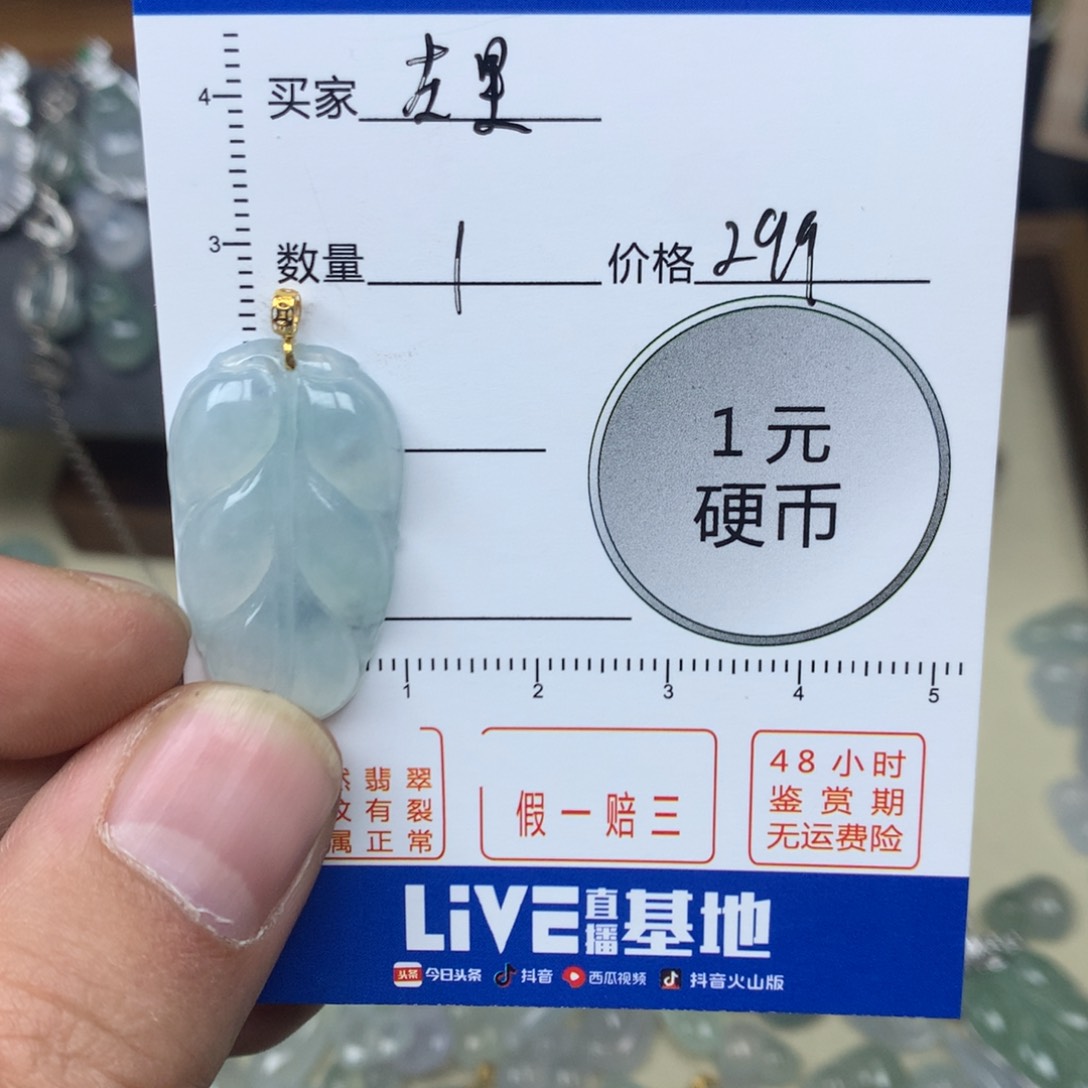 买家 左里
数量 1 价格 299
1元
硬币
4
3
1 2 3 4 5
翡翠
有裂
属正常
假一赔三
48小时
鉴赏期
无运费险
LiVE直播基地
头条 今日头条 抖音 西瓜视频 抖音火山版